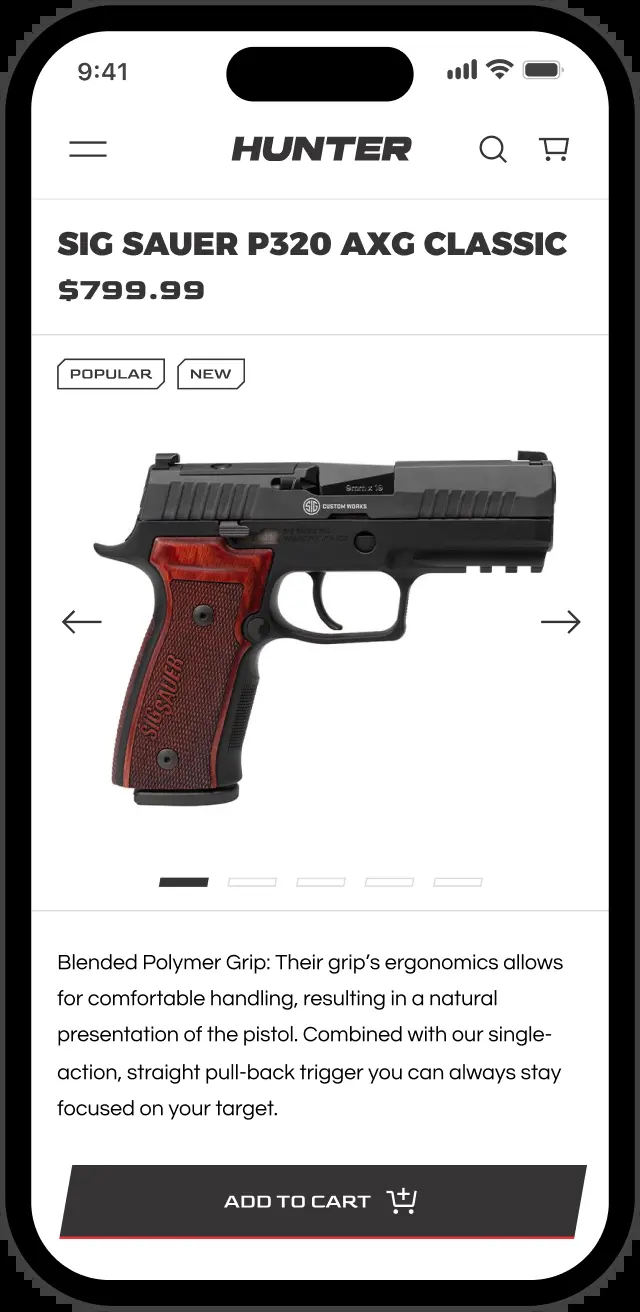 9:41
HUNTER
SIG SAUER P320 AXG CLASSIC
$799.99
POPULAR
NEW
9mm x 19
SIG CUSTOM WORKS
SIG SAUER
Blended Polymer Grip: Their grip’s ergonomics allows
for comfortable handling, resulting in a natural
presentation of the pistol. Combined with our single-
action, straight pull-back trigger you can always stay
focused on your target.
ADD TO CART